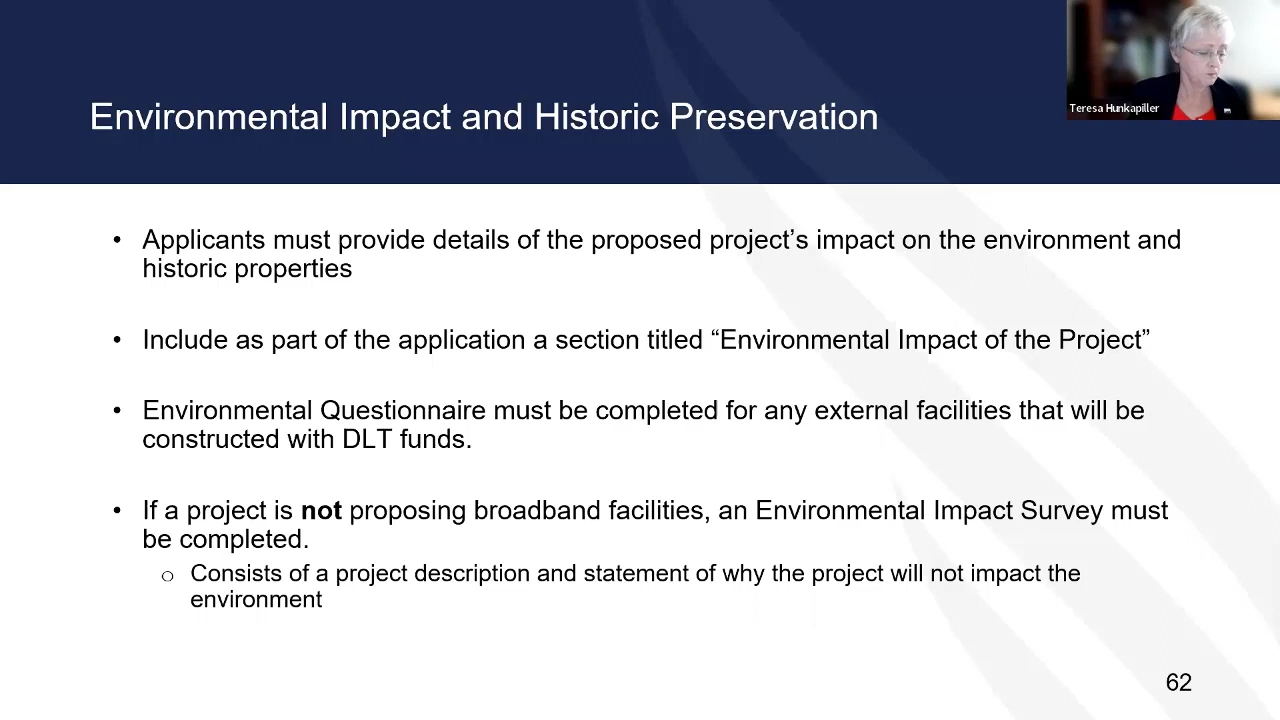 Teresa Hunkapiller
Environmental Impact and Historic Preservation
• Applicants must provide details of the proposed project’s impact on the environment and
historic properties
• Include as part of the application a section titled “Environmental Impact of the Project”
• Environmental Questionnaire must be completed for any external facilities that will be
constructed with DLT funds.
• If a project is not proposing broadband facilities, an Environmental Impact Survey must
be completed.
o Consists of a project description and statement of why the project will not impact the
environment
62